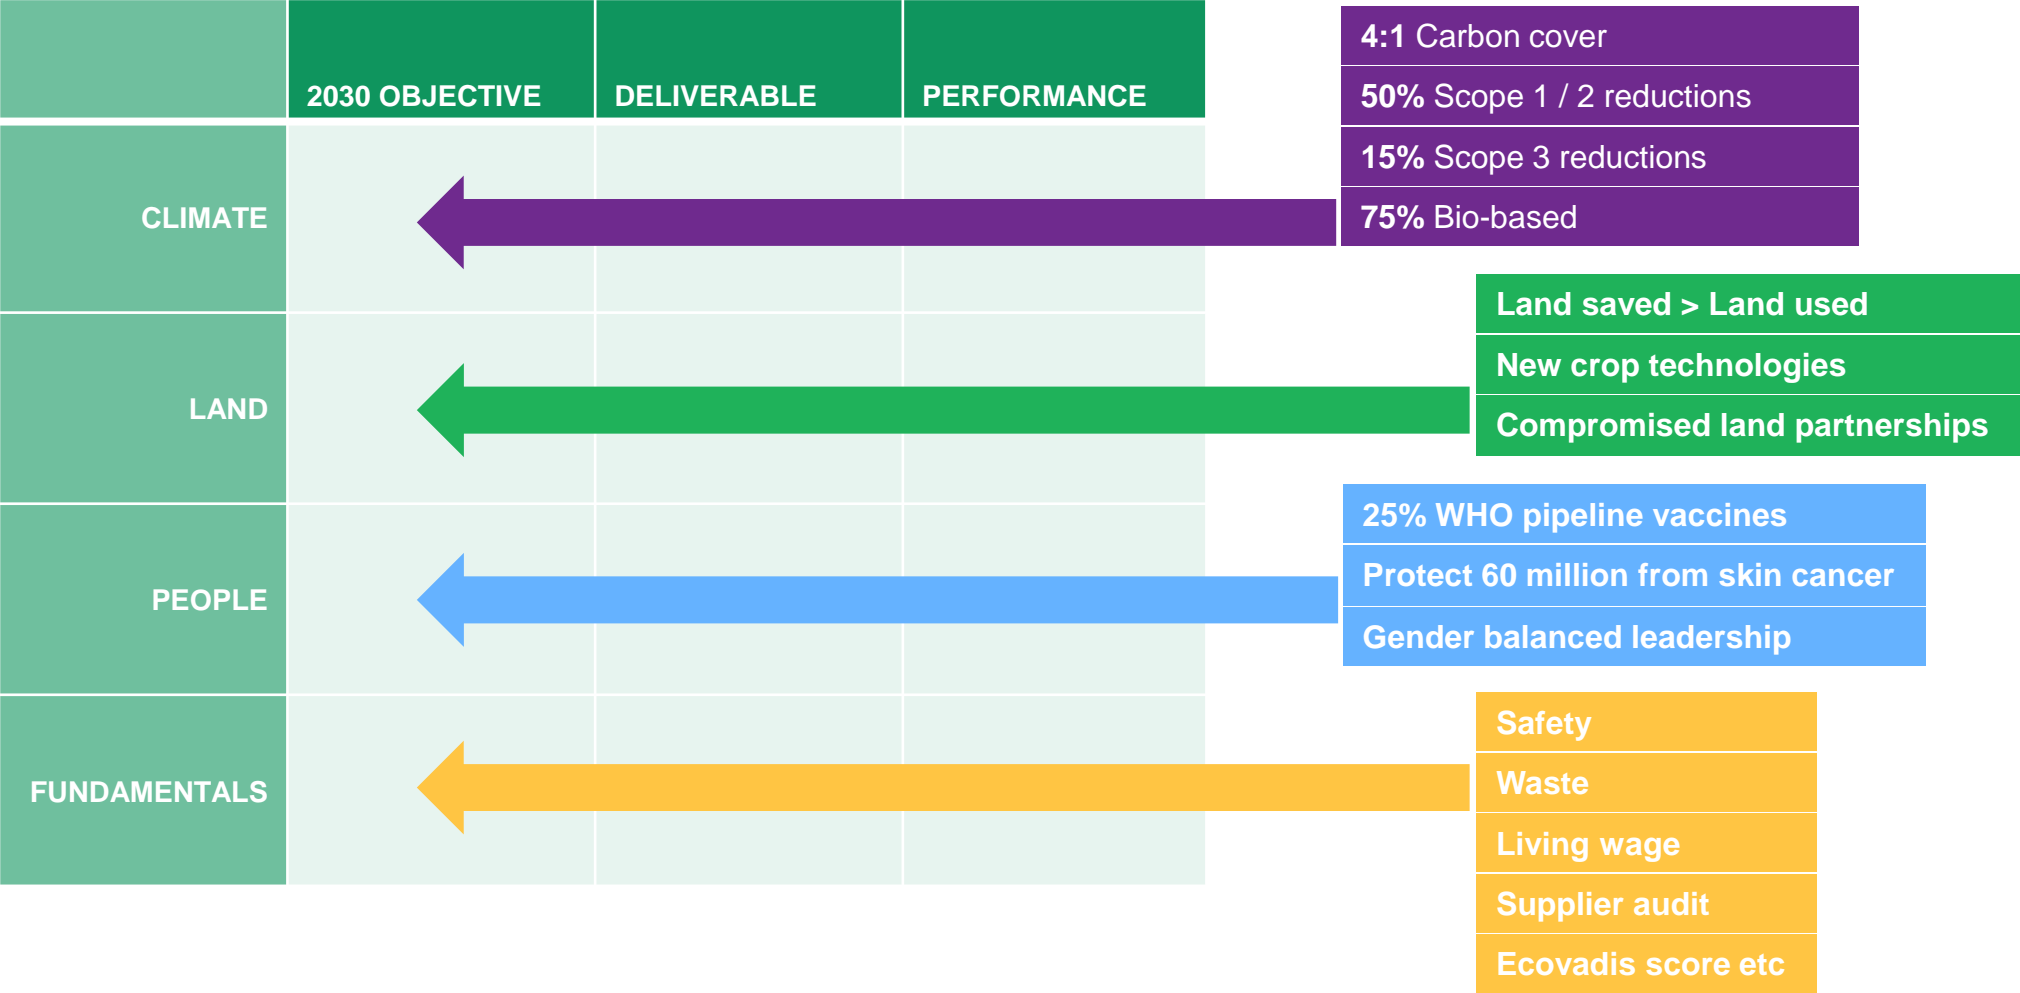 2030 OBJECTIVE
DELIVERABLE
PERFORMANCE
CLIMATE
4:1 Carbon cover
50% Scope 1 / 2 reductions
15% Scope 3 reductions
75% Bio-based
LAND
Land saved > Land used
New crop technologies
Compromised land partnerships
PEOPLE
25% WHO pipeline vaccines
Protect 60 million from skin cancer
Gender balanced leadership
FUNDAMENTALS
Safety
Waste
Living wage
Supplier audit
Ecovadis score etc